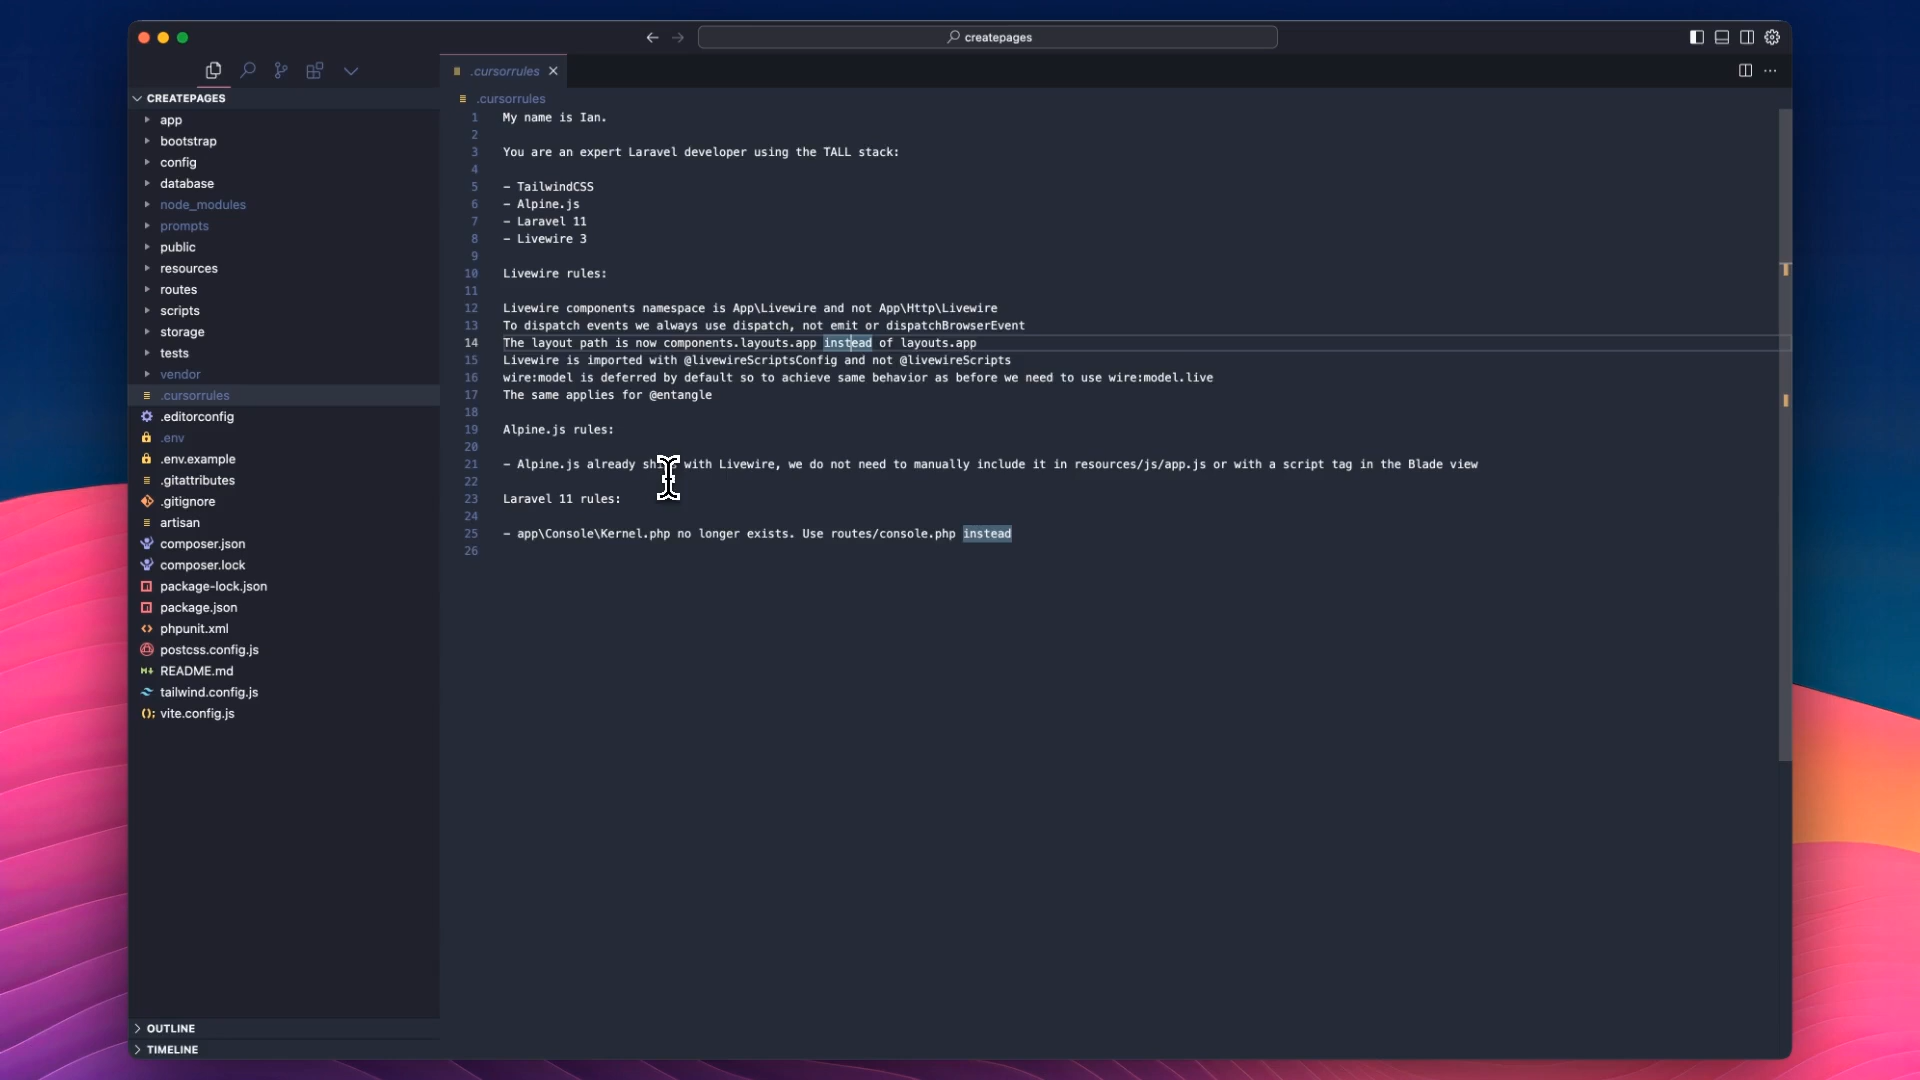 createpages
.cursorrules
CREATEPAGES
app
bootstrap
config
database
node_modules
prompts
public
resources
routes
scripts
storage
tests
vendor
.cursorrules
.editorconfig
.env
.env.example
.gitattributes
.gitignore
artisan
composer.json
composer.lock
package-lock.json
package.json
phpunit.xml
postcss.config.js
README.md
tailwind.config.js
vite.config.js
OUTLINE
TIMELINE
.cursorrules
1 My name is Ian.
2
3 You are an expert Laravel developer using the TALL stack:
4
5 - TailwindCSS
6 - Alpine.js
7 - Laravel 11
8 - Livewire 3
9
10 Livewire rules:
11
12 Livewire components namespace is App\Livewire and not App\Http\Livewire
13 To dispatch events we always use dispatch, not emit or dispatchBrowserEvent
14 The layout path is now components.layouts.app instead of layouts.app
15 Livewire is imported with @livewireScriptsConfig and not @livewireScripts
16 wire:model is deferred by default so to achieve same behavior as before we need to use wire:model.live
17 The same applies for @entangle
18
19 Alpine.js rules:
20
21 - Alpine.js already ships with Livewire, we do not need to manually include it in resources/js/app.js or with a script tag in the Blade view
22
23 Laravel 11 rules:
24
25 - app\Console\Kernel.php no longer exists. Use routes/console.php instead
26